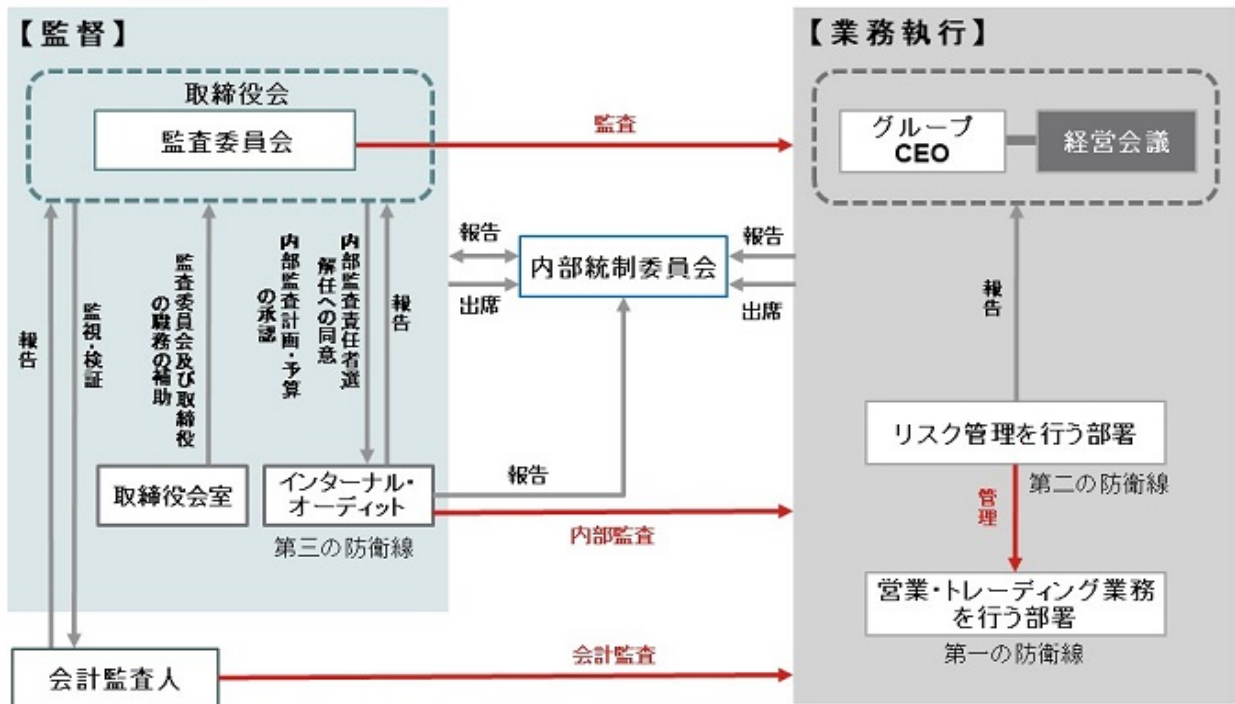 【監督】
取締役会
監査委員会
監査
【業務執行】
グループ
CEO
経営会議
報告
出席
内部統制委員会
報告
出席
報告
監視・検証
監査委員会及び取締役
の職務の補助
内部監査責任者選
解任への同意
内部監査計画・予算
の承認
報告
報告
取締役会室
インターナル・
オーディット
第三の防衛線
報告
内部監査
リスク管理を行う部署
第二の防衛線
管理
営業・トレーディング業務
を行う部署
第一の防衛線
会計監査人
会計監査